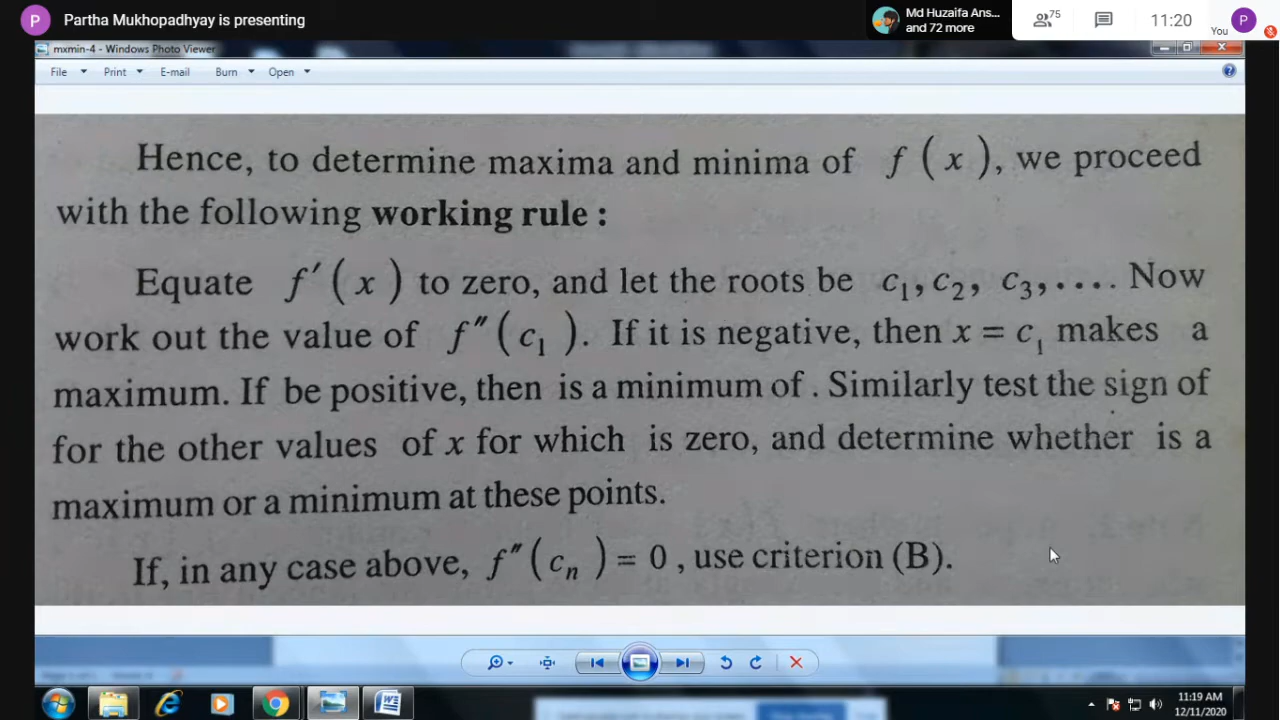 P Partha Mukhopadhyay is presenting
Md Huzaifa Ans...
and 72 more
75
11:20
You
P
mxmin-4 - Windows Photo Viewer
File Print E-mail Burn Open
Hence, to determine maxima and minima of f ( x ), we proceed
with the following working rule :
Equate f′ ( x ) to zero, and let the roots be c₁, c₂, c₃, .... Now
work out the value of f″ ( c₁ ). If it is negative, then x = c₁ makes a
maximum. If be positive, then is a minimum of . Similarly test the sign of
for the other values of x for which is zero, and determine whether is a
maximum or a minimum at these points.
If, in any case above, f″ ( cₙ ) = 0 , use criterion (B).
11:19 AM
12/11/2020